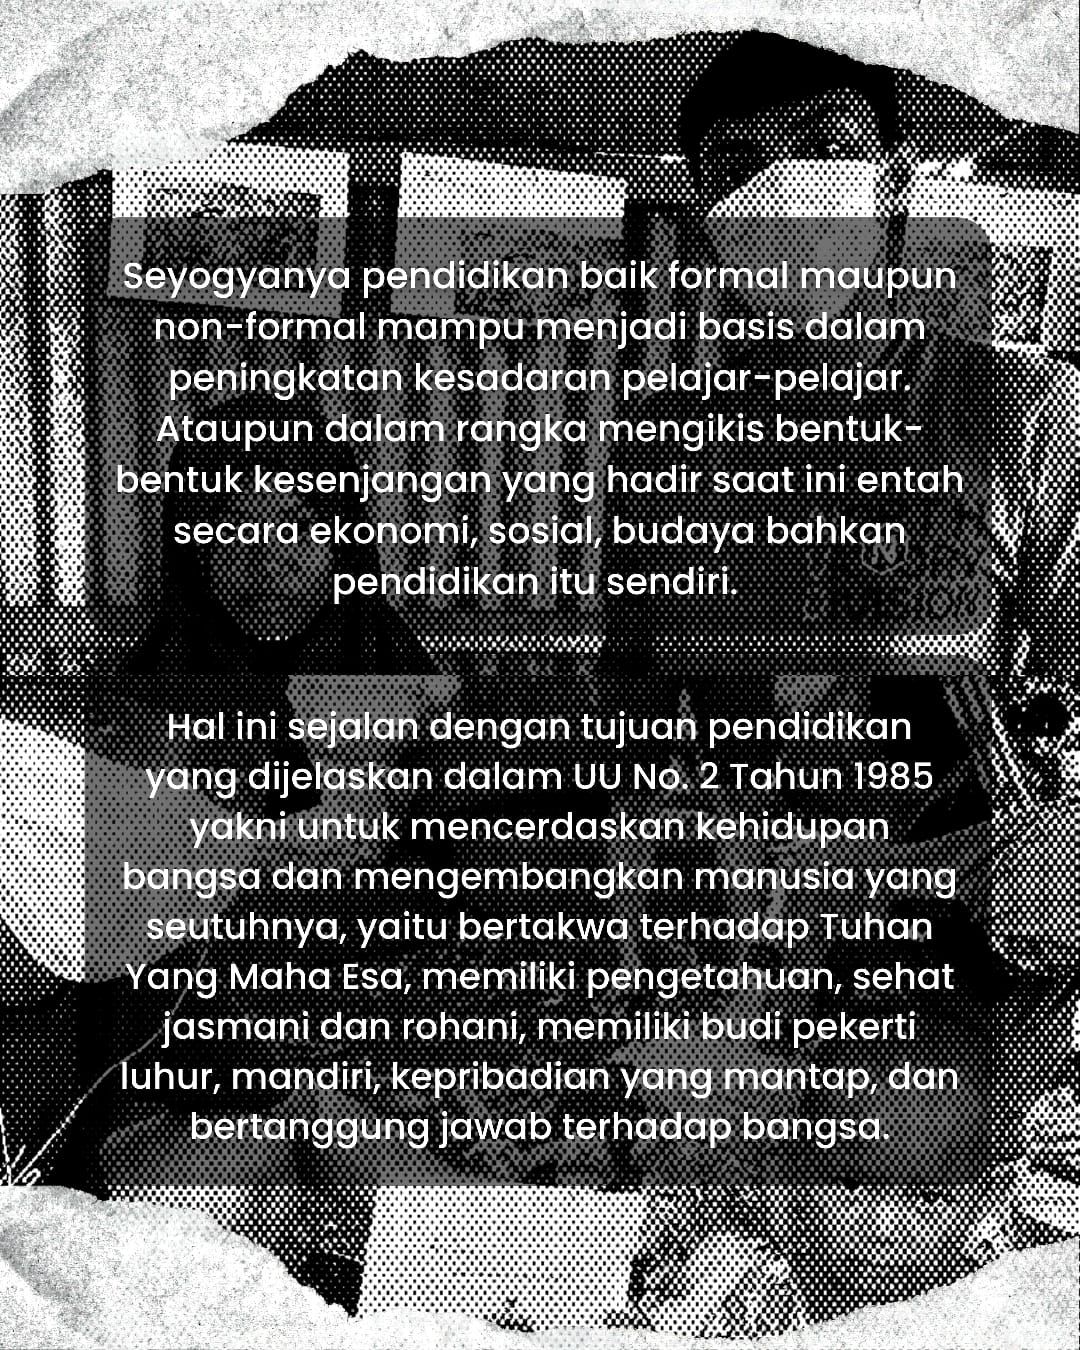 Seyogyanya pendidikan baik formal maupun
non-formal mampu menjadi basis dalam
peningkatan kesadaran pelajar-pelajar.
Ataupun dalam rangka mengikis bentuk-
bentuk kesenjangan yang hadir saat ini entah
secara ekonomi, sosial, budaya bahkan
pendidikan itu sendiri.
Hal ini sejalan dengan tujuan pendidikan
yang dijelaskan dalam UU No. 2 Tahun 1985
yakni untuk mencerdaskan kehidupan
bangsa dan mengembangkan manusia yang
seutuhnya, yaitu bertakwa terhadap Tuhan
Yang Maha Esa, memiliki pengetahuan, sehat
jasmani dan rohani, memiliki budi pekerti
luhur, mandiri, kepribadian yang mantap, dan
bertanggung jawab terhadap bangsa.